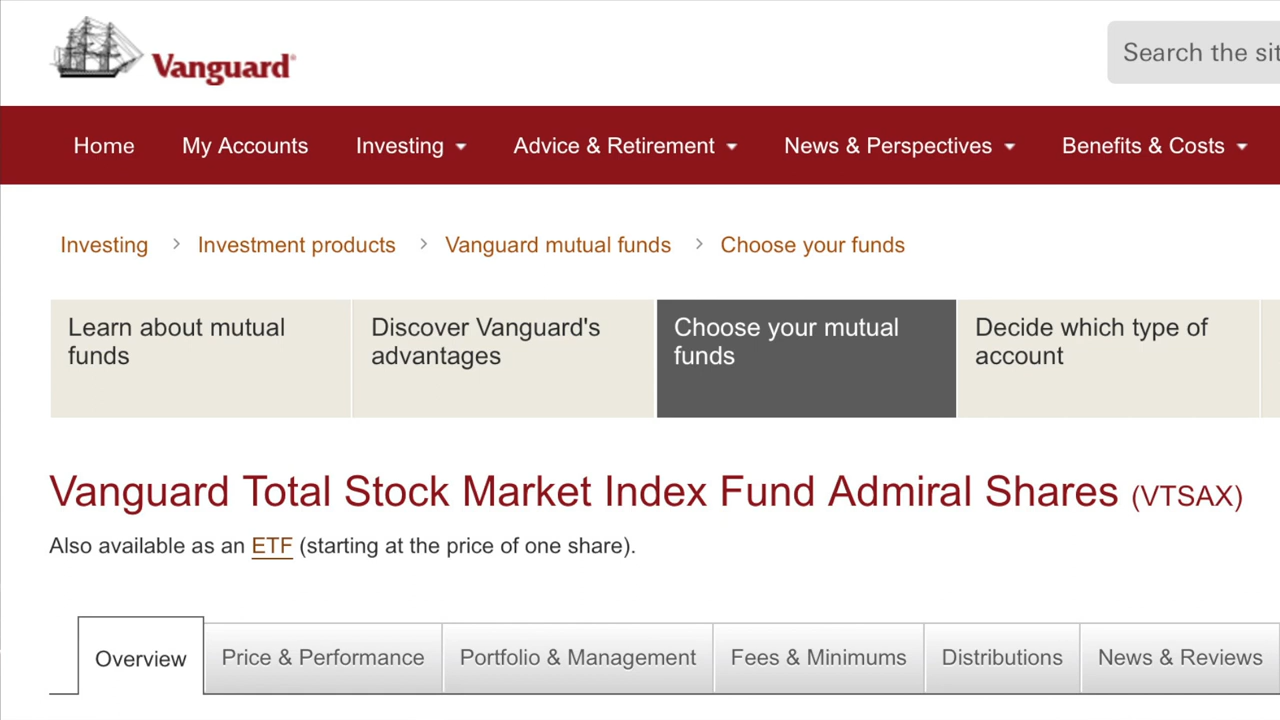 Vanguard
Search the
Home My Accounts Investing Advice & Retirement News & Perspectives Benefits & Costs
Investing > Investment products > Vanguard mutual funds > Choose your funds
Learn about mutual funds
Discover Vanguard's advantages
Choose your mutual funds
Decide which type of account
Vanguard Total Stock Market Index Fund Admiral Shares (VTSAX)
Also available as an ETF (starting at the price of one share).
Overview Price & Performance Portfolio & Management Fees & Minimums Distributions News & Reviews